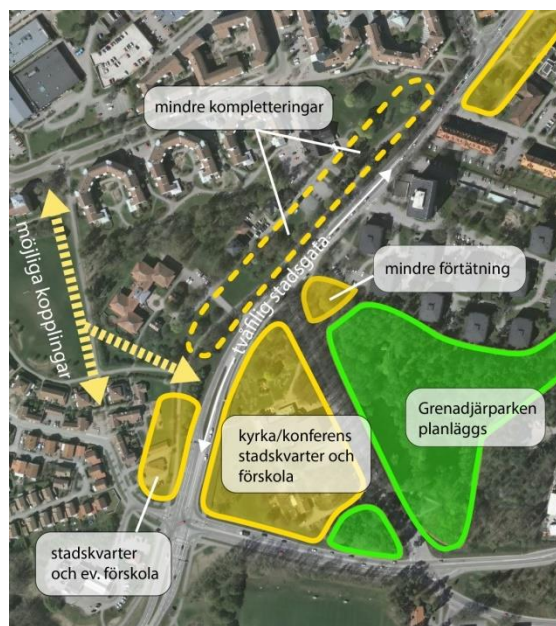 mindre kompletteringar
möjliga kopplingar
tvåfilig stadsgata
mindre förtätning
Grenadjärparken
planläggs
kyrka/konferens
stadskvarter och
förskola
stadskvarter
och ev. förskola